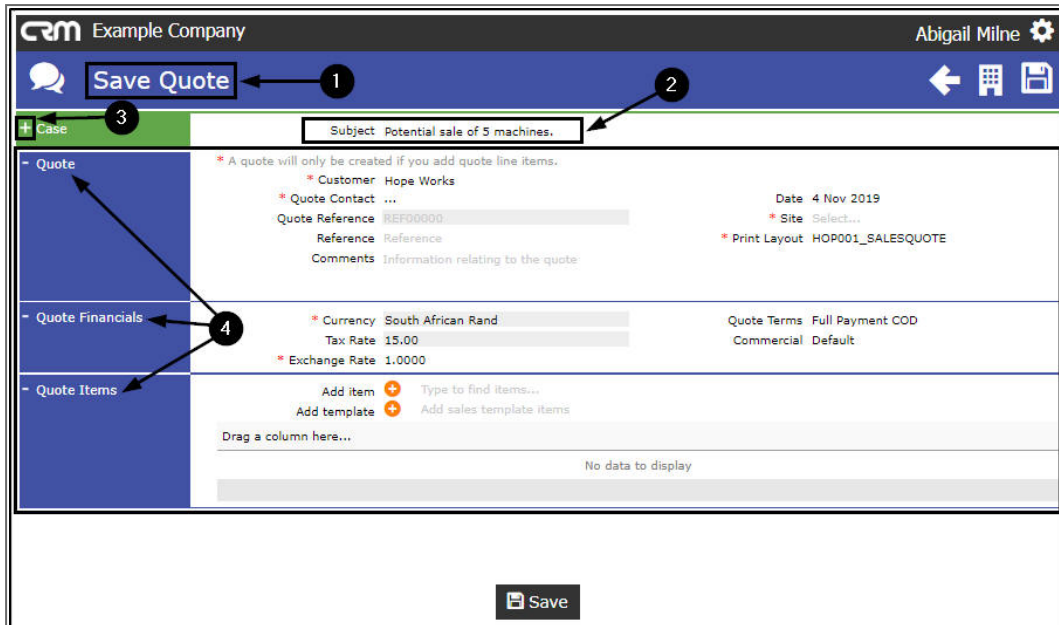 CRM Example Company
Abigail Milne
Save Quote
1
2
3
+ Case
Subject Potential sale of 5 machines.
- Quote
* A quote will only be created if you add quote line items.
* Customer Hope Works
* Quote Contact ...
Date 4 Nov 2019
Quote Reference REF00000
* Site Select...
Reference Reference
* Print Layout HOP001_SALESQUOTE
Comments Information relating to the quote
4
- Quote Financials
* Currency South African Rand
Quote Terms Full Payment COD
Tax Rate 15.00
Commercial Default
* Exchange Rate 1.0000
- Quote Items
Add item Type to find items...
Add template Add sales template items
Drag a column here...
No data to display
Save